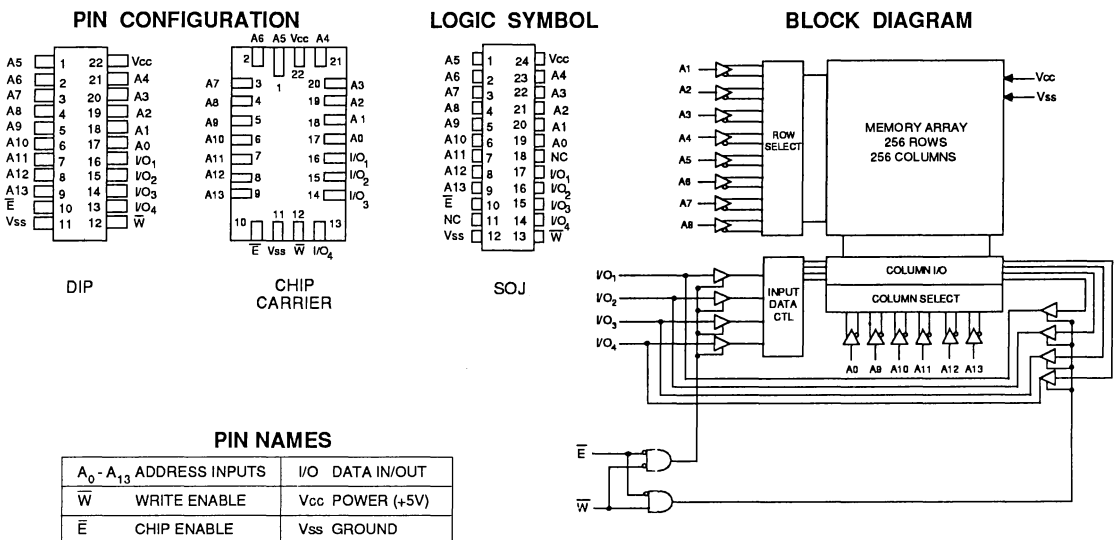 PIN CONFIGURATION
A5 1 22 Vcc
A6 2 21 A4
A7 3 20 A3
A8 4 19 A2
A9 5 18 A1
A10 6 17 A0
A11 7 16 I/O1
A12 8 15 I/O2
A13 9 14 I/O3
E̅ 10 13 I/O4
Vss 11 12 W̅
DIP
A6 A5 Vcc A4
2 1 22 21
A7 3 20 A3
A8 4 19 A2
A9 5 18 A1
A10 6 17 A0
A11 7 16 I/O1
A12 8 15 I/O2
A13 9 14 I/O3
10 11 12 13
E̅ Vss W̅ I/O4
CHIP
CARRIER
LOGIC SYMBOL
A5 1 24 Vcc
A6 2 23 A4
A7 3 22 A3
A8 4 21 A2
A9 5 20 A1
A10 6 19 A0
A11 7 18 NC
A12 8 17 I/O1
A13 9 16 I/O2
E̅ 10 15 I/O3
NC 11 14 I/O4
Vss 12 13 W̅
SOJ
BLOCK DIAGRAM
A1
A2
A3
A4
A5
A6
A7
A8
ROW
SELECT
MEMORY ARRAY
256 ROWS
256 COLUMNS
Vcc
Vss
I/O1
I/O2
I/O3
I/O4
INPUT
DATA
CTL
COLUMN I/O
COLUMN SELECT
A0 A9 A10 A11 A12 A13
E̅
W̅
PIN NAMES
A0 - A13 ADDRESS INPUTS I/O DATA IN/OUT
W̅ WRITE ENABLE Vcc POWER (+5V)
E̅ CHIP ENABLE Vss GROUND